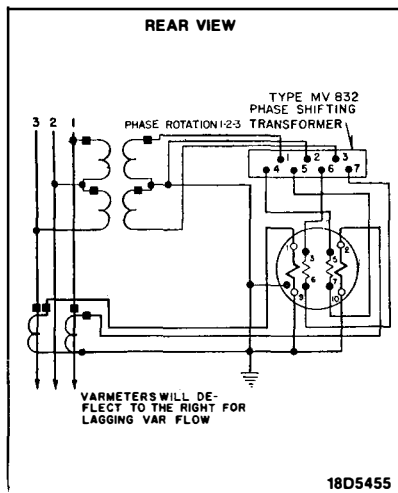 REAR VIEW
TYPE MV 832
PHASE SHIFTING
TRANSFORMER
3 2 1
PHASE ROTATION 1-2-3
1 2 3
4 5 6 7
1 2
3 5
6 7
9 10
VARMETERS WILL DE-
FLECT TO THE RIGHT FOR
LAGGING VAR FLOW
18D5455